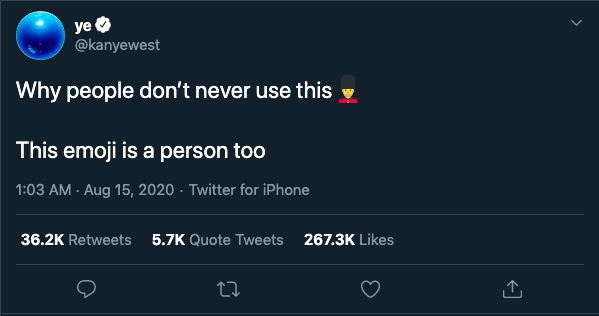 ye
@kanyewest
Why people don’t never use this 💂
This emoji is a person too
1:03 AM · Aug 15, 2020 · Twitter for iPhone
36.2K Retweets 5.7K Quote Tweets 267.3K Likes